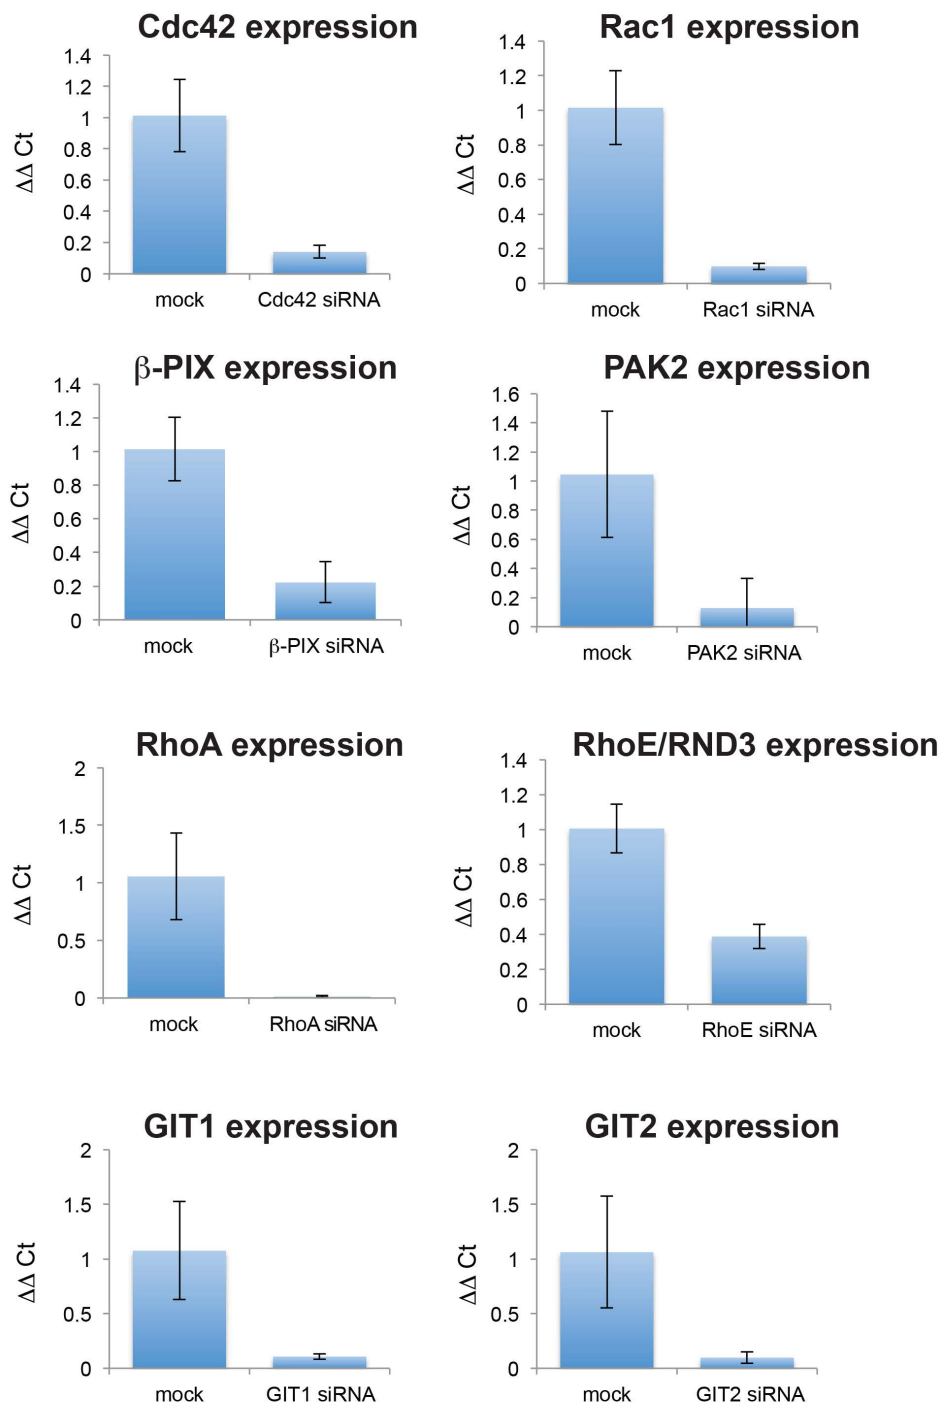 Cdc42 expression
1.4
1.2
1
0.8
0.6
0.4
0.2
0
ΔΔ Ct
mock
Cdc42 siRNA
Rac1 expression
1.4
1.2
1
0.8
0.6
0.4
0.2
0
ΔΔ Ct
mock
Rac1 siRNA
β-PIX expression
1.4
1.2
1
0.8
0.6
0.4
0.2
0
ΔΔ Ct
mock
β-PIX siRNA
PAK2 expression
1.6
1.4
1.2
1
0.8
0.6
0.4
0.2
0
ΔΔ Ct
mock
PAK2 siRNA
RhoA expression
2
1.5
1
0.5
0
ΔΔ Ct
mock
RhoA siRNA
RhoE/RND3 expression
1.4
1.2
1
0.8
0.6
0.4
0.2
0
ΔΔ Ct
mock
RhoE siRNA
GIT1 expression
2
1.5
1
0.5
0
ΔΔ Ct
mock
GIT1 siRNA
GIT2 expression
2
1.5
1
0.5
0
ΔΔ Ct
mock
GIT2 siRNA